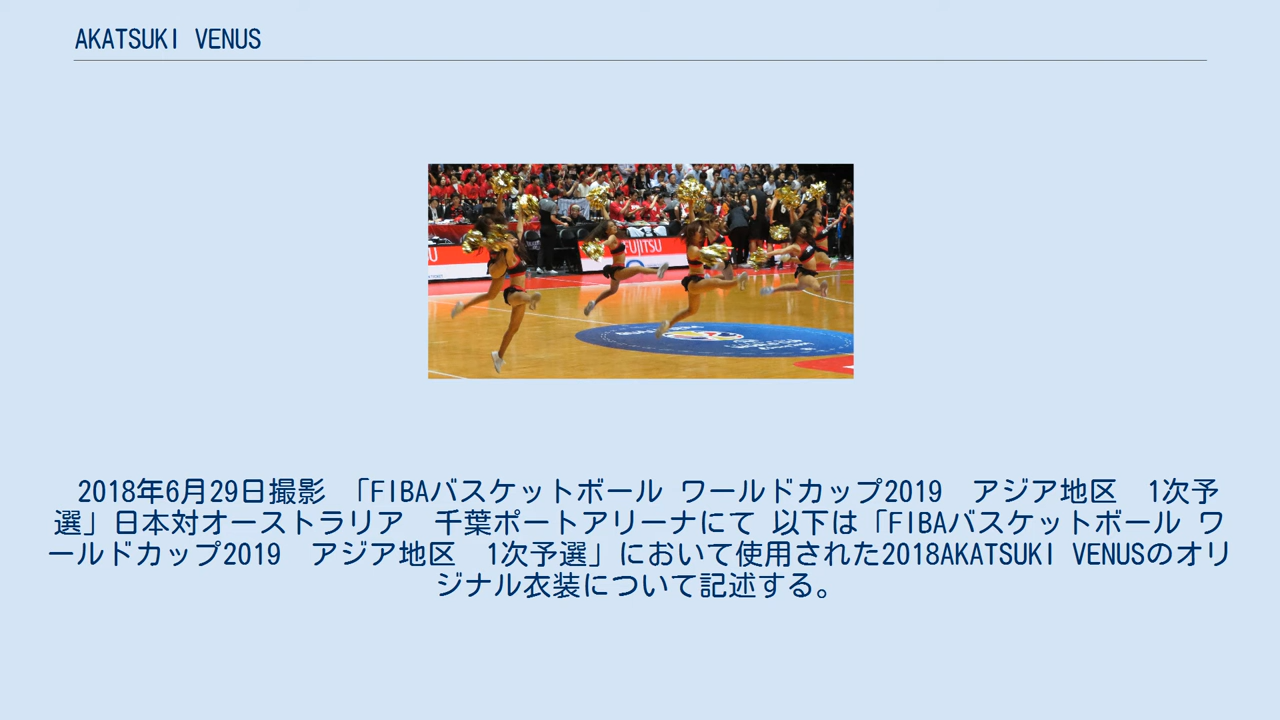 AKATSUKI VENUS
FUJITSU
2018年6月29日撮影 「FIBAバスケットボール ワールドカップ2019　アジア地区　1次予
選」日本対オーストラリア　千葉ポートアリーナにて 以下は「FIBAバスケットボール ワ
ールドカップ2019　アジア地区　1次予選」において使用された2018AKATSUKI VENUSのオリ
ジナル衣装について記述する。